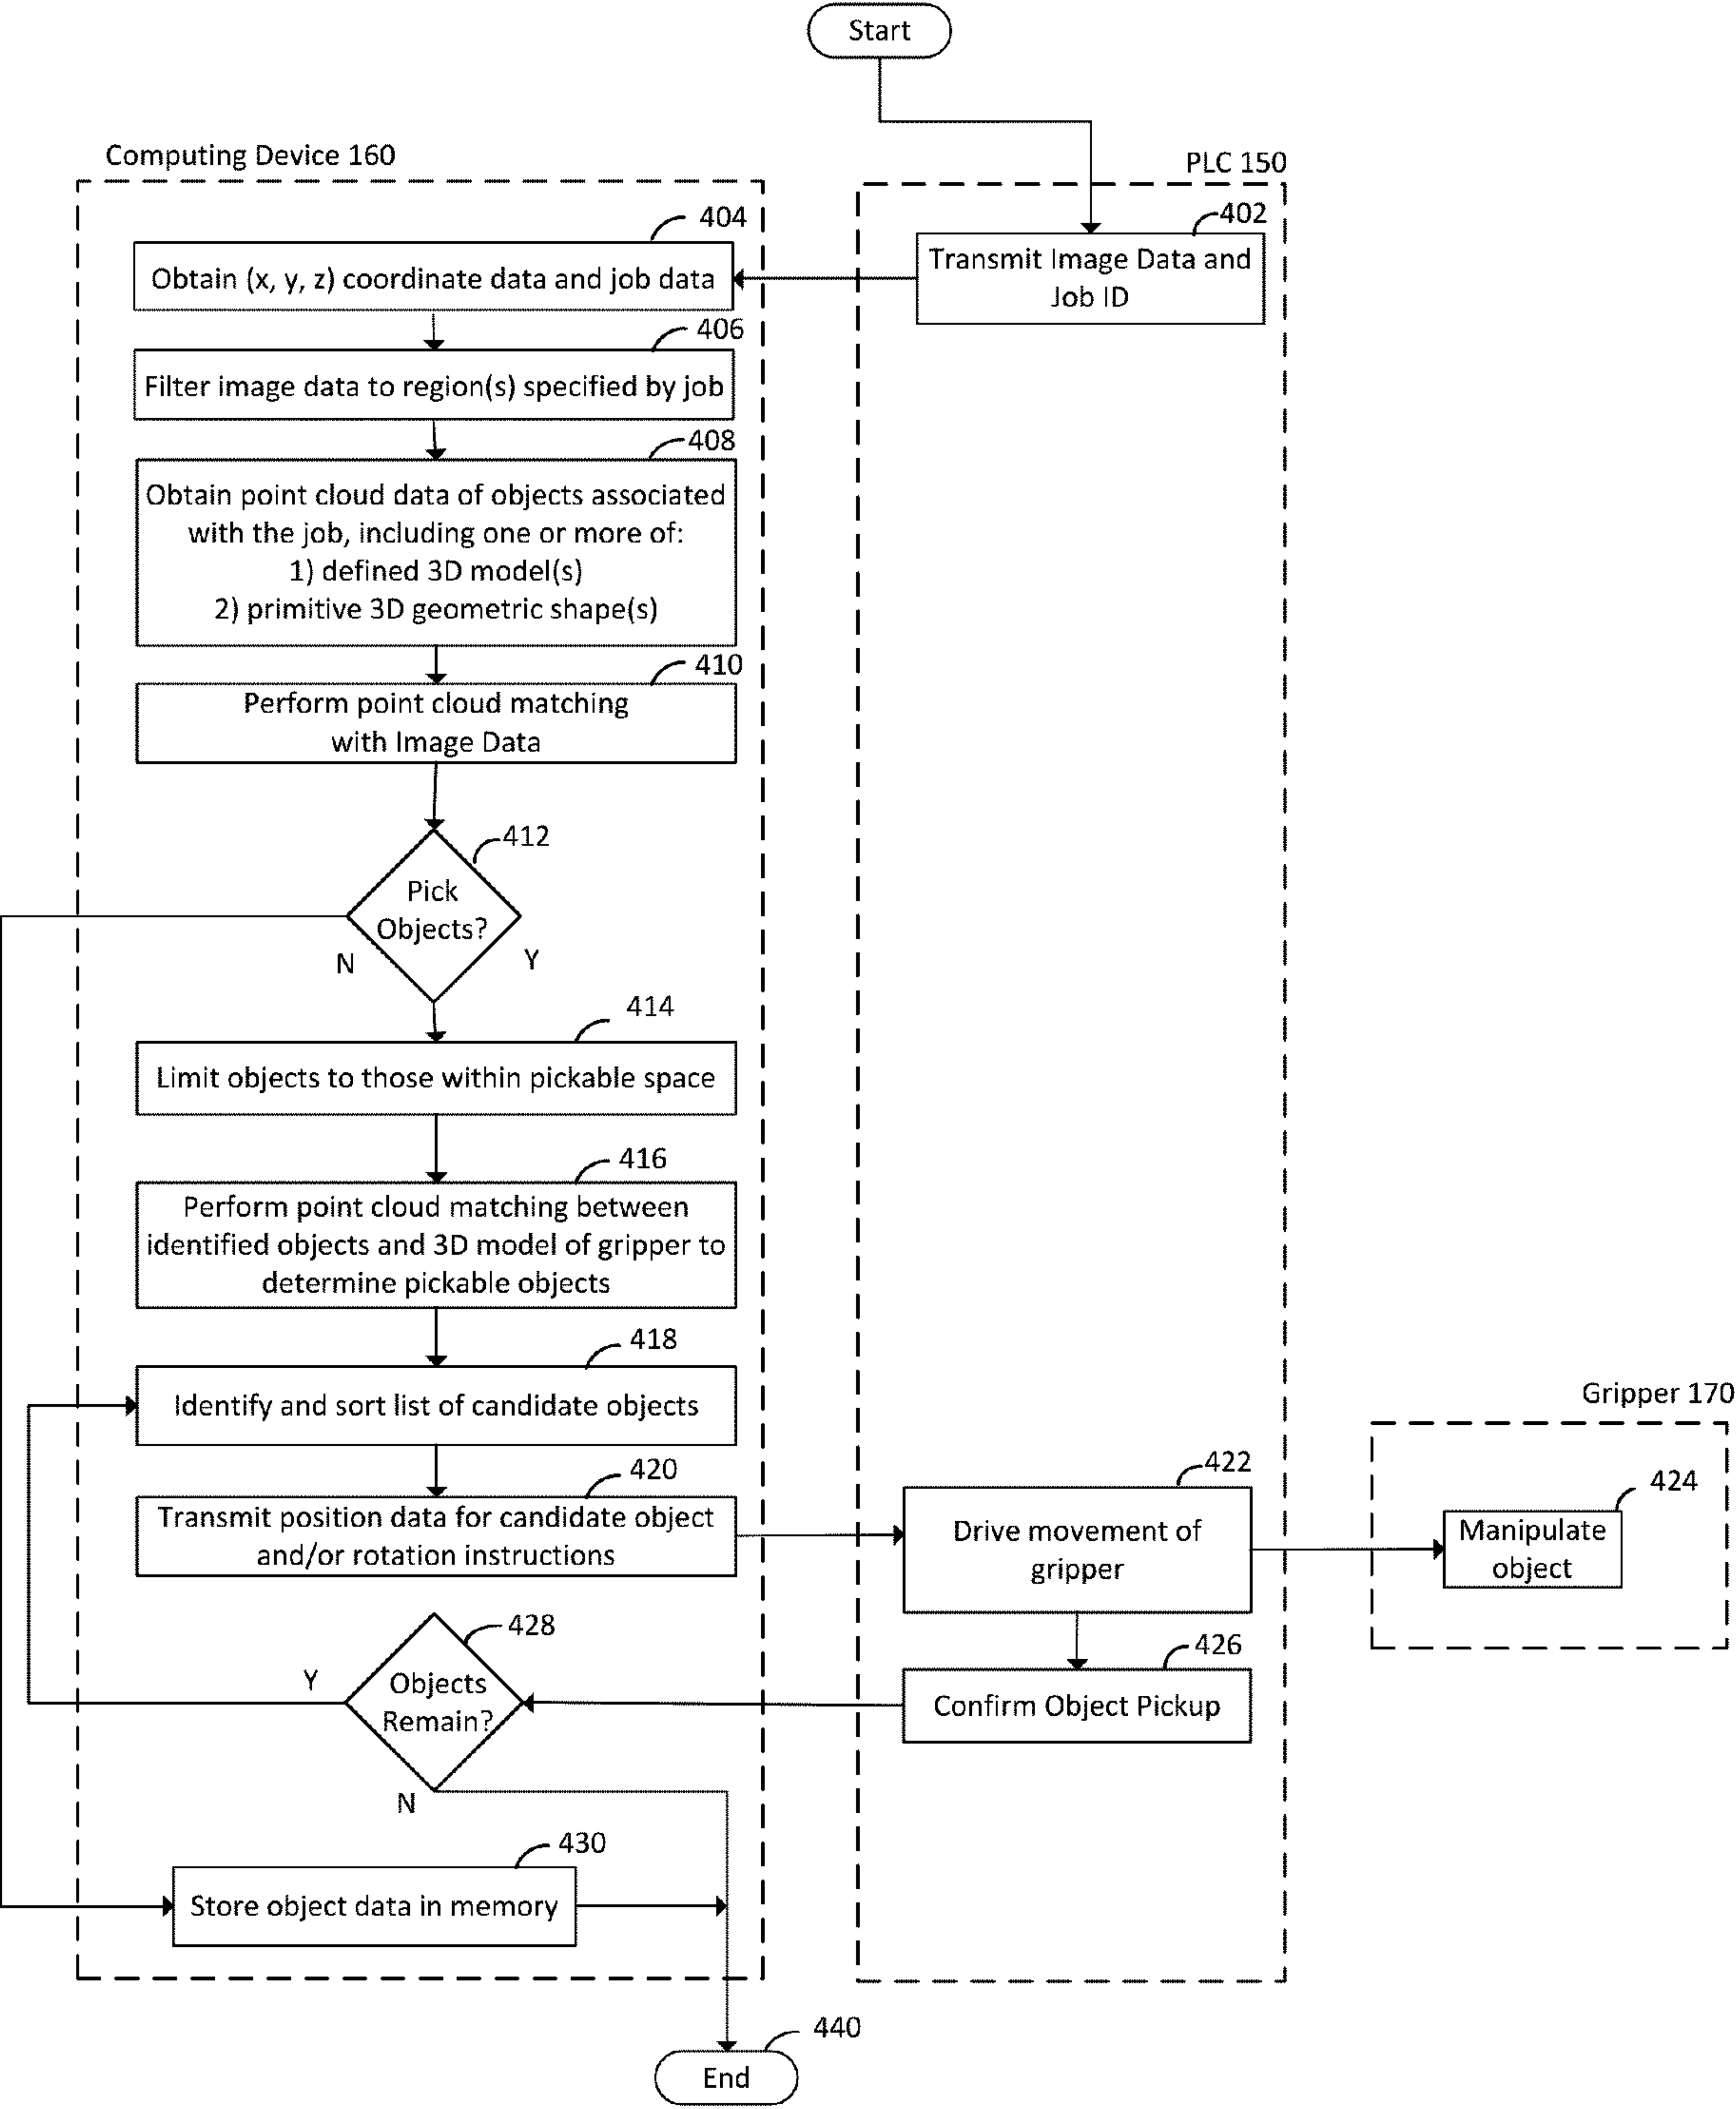 Start
Computing Device 160
PLC 150
404
402
Obtain (x, y, z) coordinate data and job data
Transmit Image Data and
Job ID
406
Filter image data to region(s) specified by job
408
Obtain point cloud data of objects associated
with the job, including one or more of:
1) defined 3D model(s)
2) primitive 3D geometric shape(s)
410
Perform point cloud matching
with Image Data
412
Pick
Objects?
N
Y
414
Limit objects to those within pickable space
416
Perform point cloud matching between
identified objects and 3D model of gripper to
determine pickable objects
418
Identify and sort list of candidate objects
Gripper 170
420
Transmit position data for candidate object
and/or rotation instructions
422
Drive movement of
gripper
424
Manipulate
object
428
Objects
Remain?
Y
N
426
Confirm Object Pickup
430
Store object data in memory
440
End